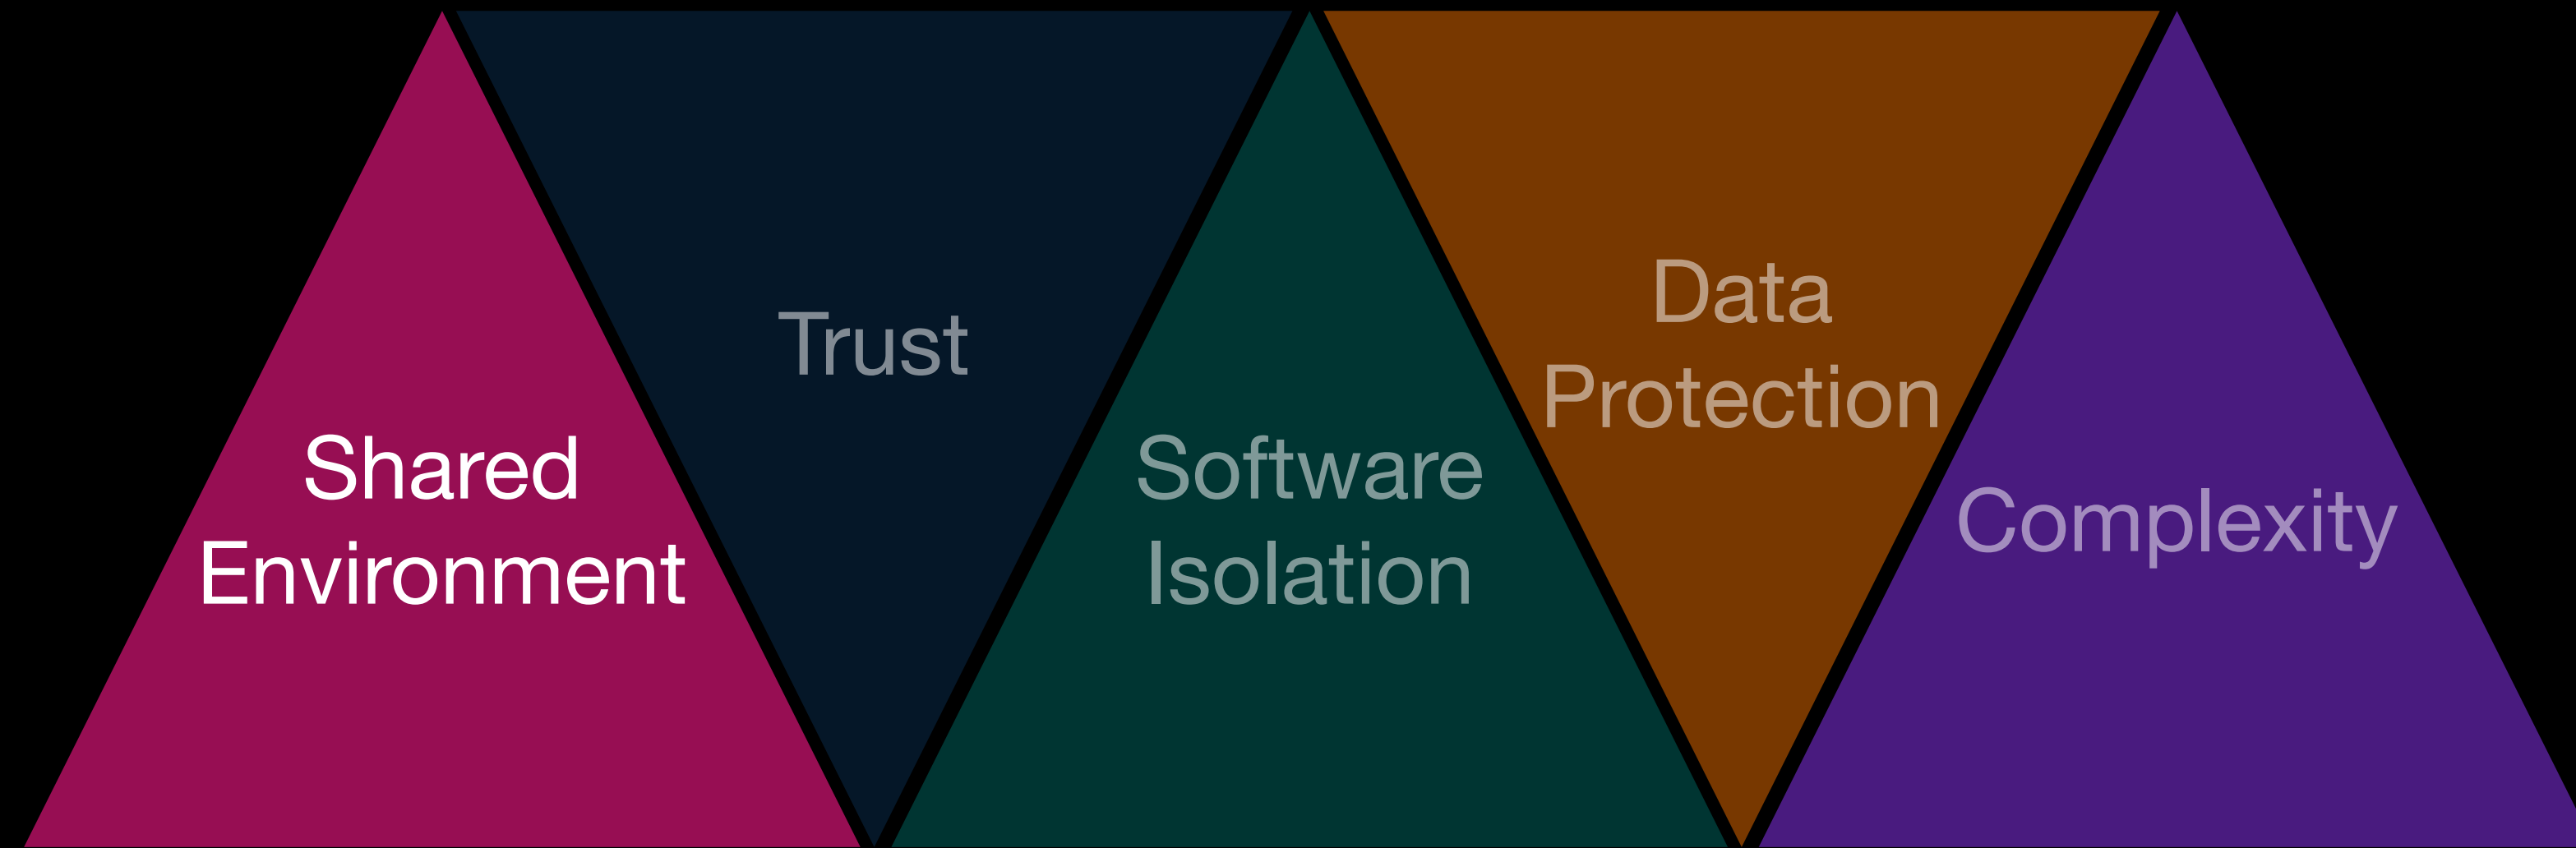 Shared
Environment
Trust
Software
Isolation
Data
Protection
Complexity